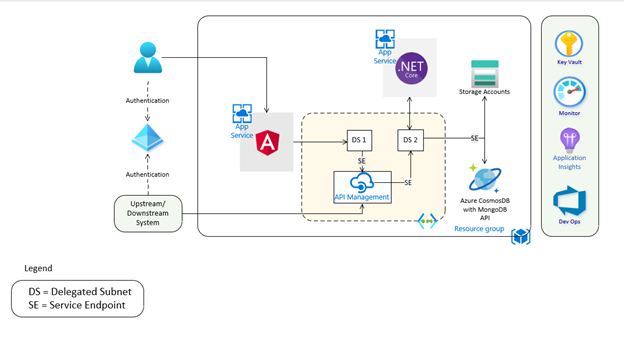 App
Service
.NET
Core
Key Vault
Storage Accounts
Authentication
App
Service
Monitor
DS 1
DS 2
SE
SE
SE
API Management
Application
Insights
Authentication
Upstream/
Downstream
System
Azure CosmosDB
with MongoDB
API
Resource group
Dev Ops
Legend
DS = Delegated Subnet
SE = Service Endpoint